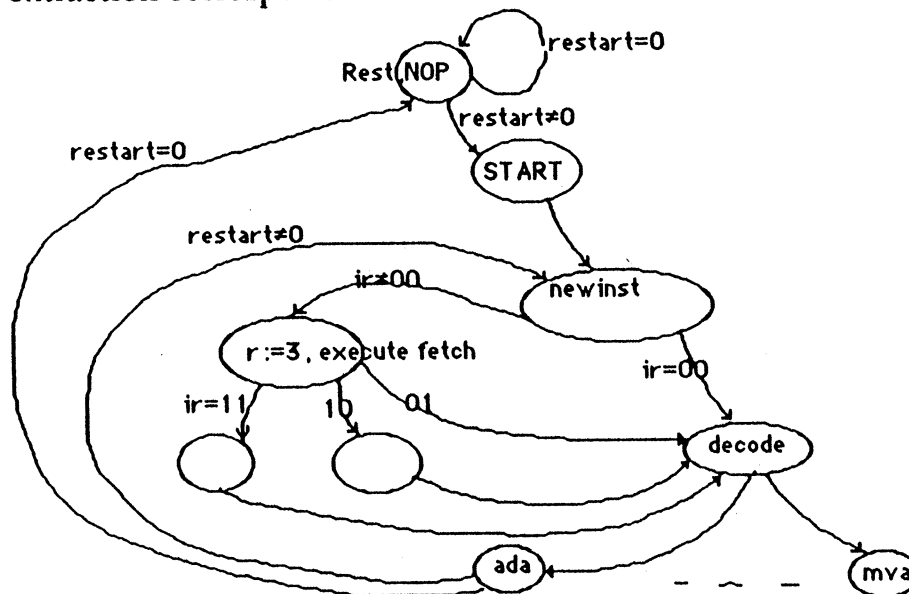 restart=0
Rest NOP
restart≠0
START
restart=0
restart≠0
newinst
ir≠00
r:=3, execute fetch
ir=00
ir=11
10
01
decode
ada
mva